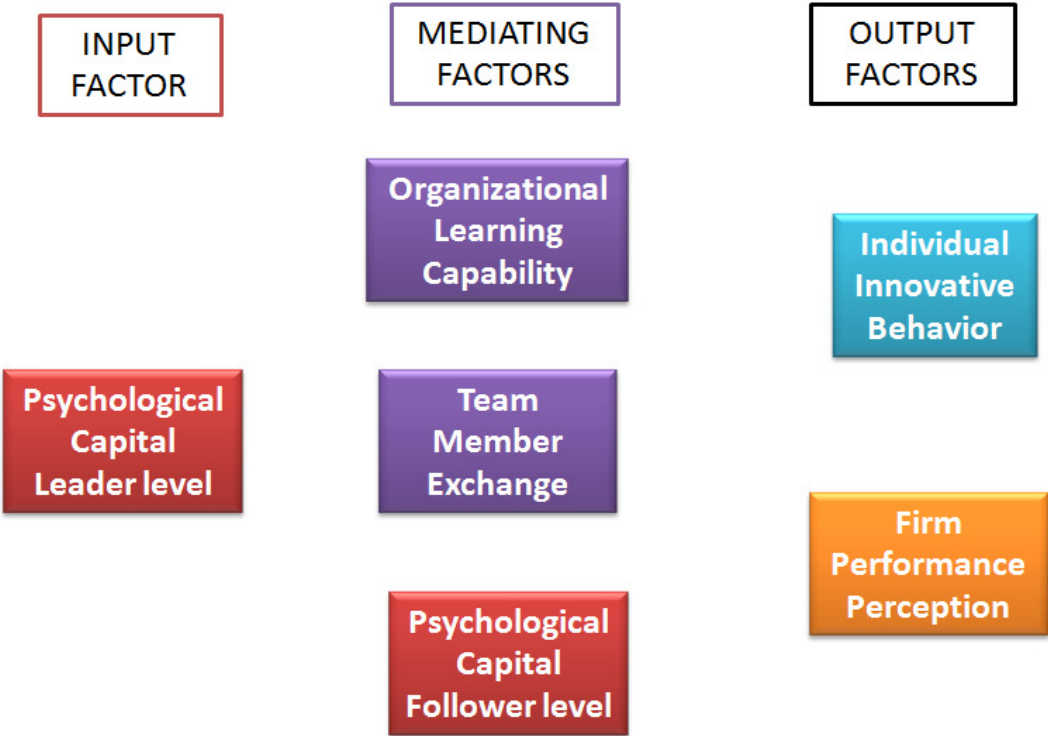 INPUT
FACTOR
MEDIATING
FACTORS
OUTPUT
FACTORS
Organizational
Learning
Capability
Individual
Innovative
Behavior
Psychological
Capital
Leader level
Team
Member
Exchange
Firm
Performance
Perception
Psychological
Capital
Follower level